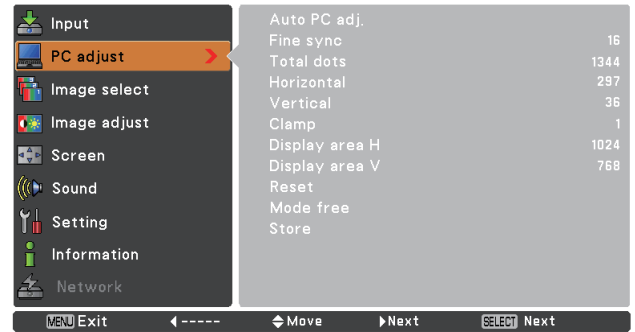 Input
PC adjust
Image select
Image adjust
Screen
Sound
Setting
Information
Network
Auto PC adj.
Fine sync 16
Total dots 1344
Horizontal 297
Vertical 36
Clamp 1
Display area H 1024
Display area V 768
Reset
Mode free
Store
MENU Exit ----- Move Next SELECT Next